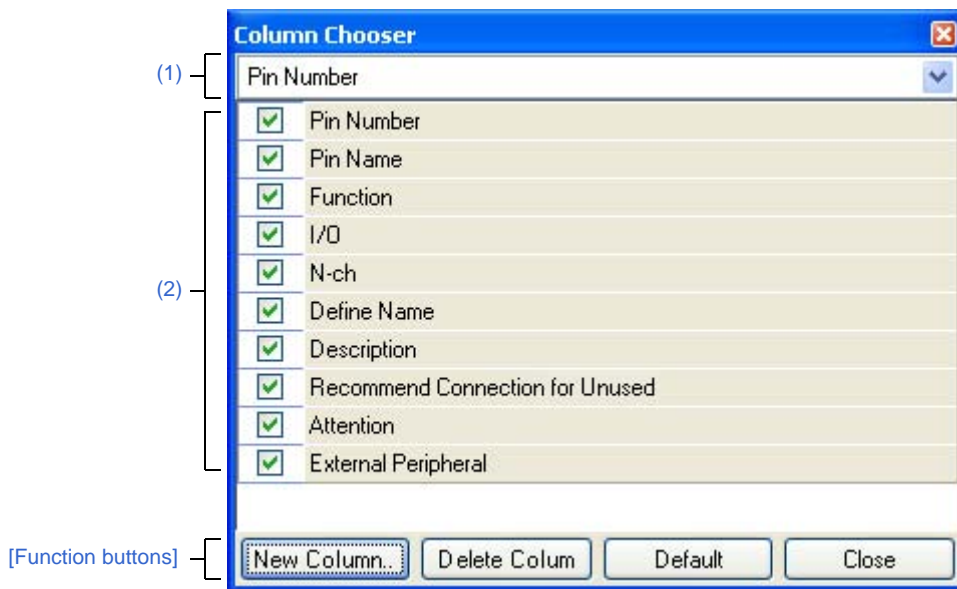 Column Chooser
(1)
Pin Number
Pin Number
Pin Name
Function
I/O
N-ch
(2)
Define Name
Description
Recommend Connection for Unused
Attention
External Peripheral
[Function buttons]
New Column.. Delete Colum Default Close